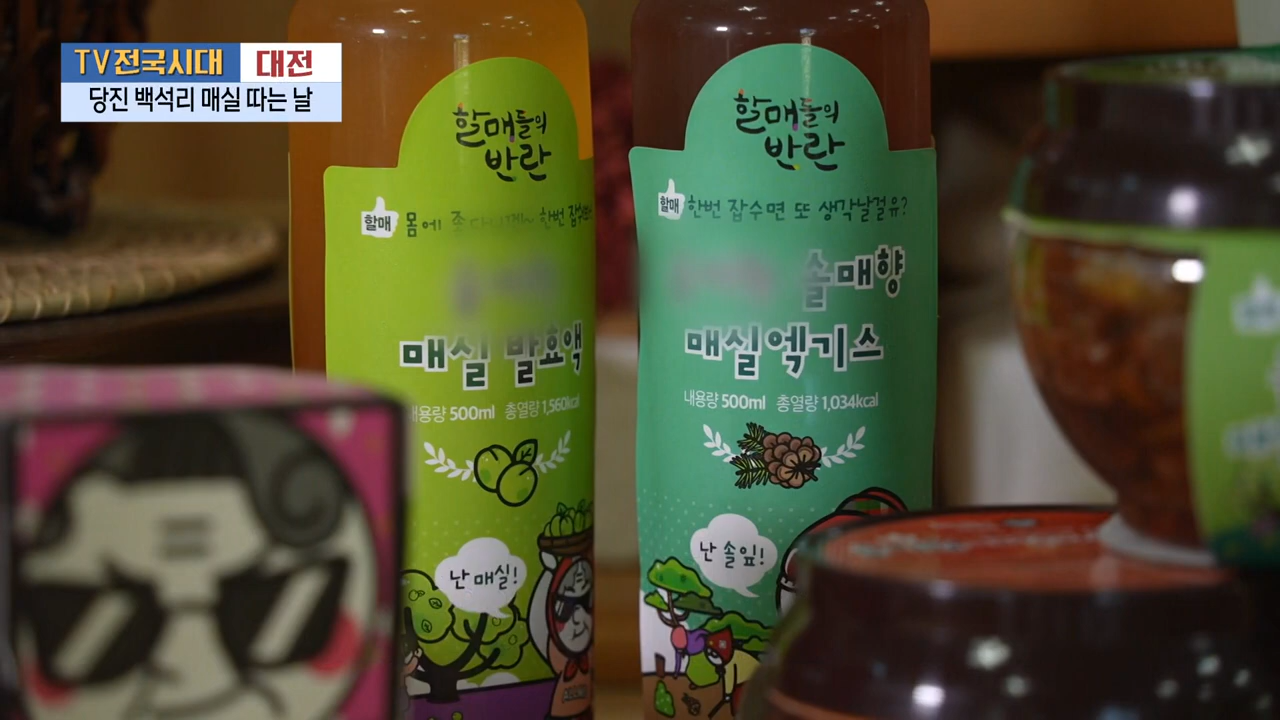 TV전국시대 대전
당진 백석리 매실 따는 날
할매들의
반란
할매 몸에 한번
매실 발효액
내용량 500ml 총열량 1,560kcal
난 매실!
할매들의
반란
할매 한번 잡수면 또 생각날걸유?
솔매향
매실엑기스
내용량 500ml 총열량 1,034kcal
난 솔잎!